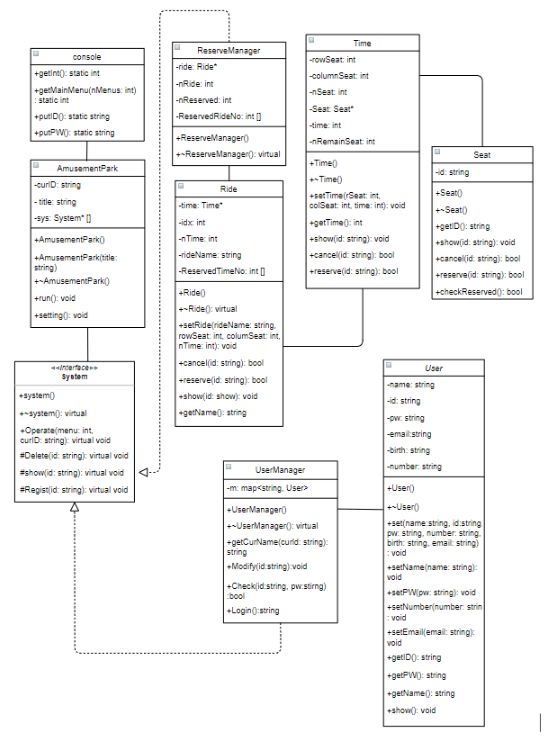 console
+getInt(): static int
+getMainMenu(nMenus: int)
: static int
+putID(): static string
+putPW(): static string
AmusementPark
-curID: string
- title: string
-sys: System* []
+AmusementPark()
+AmusementPark(title:
string)
+~AmusementPark()
+run(): void
+setting(): void
<<Interface>>
System
+system()
+~system(): virtual
+Operate(menu: int,
curID: string): virtual void
#Delete(id: string): virtual void
#show(id: string): virtual void
#Regist(id: string): virtual void
ReserveManager
-ride: Ride*
-nRide: int
-nReserved: int
-ReservedRideNo: int []
+ReserveManager()
+~ReserveManager(): virtual
Ride
-time: Time*
-idx: int
-nTime: int
-rideName: string
-ReservedTimeNo: int []
+Ride()
+~Ride(): virtual
+setRide(rideName: string,
rowSeat: int, columSeat: int,
nTime: int): void
+cancel(id: string): bool
+reserve(id: string): bool
+show(id: show): void
+getName(): string
Time
-rowSeat: int
-columnSeat: int
-nSeat: int
-Seat: Seat*
-time: int
-nRemainSeat: int
+Time()
+~Time()
+setTime(rSeat: int,
colSeat: int, time: int): void
+getTime(): int
+show(id: string): void
+cancel(id: string): bool
+reserve(id: string): bool
Seat
-id: string
+Seat()
+~Seat()
+getID(): string
+show(id: string): void
+cancel(id: string): bool
+reserve(id: string): bool
+checkReserved(): bool
UserManager
-m: map<string, User>
+UserManager()
+~UserManager(): virtual
+getCurName(curId: string):
string
+Modify(id:string):void
+Check(id:string, pw:stirng)
:bool
+Login():string
User
-name: string
-id: string
-pw: string
-email:string
-birth: string
-number: string
+User()
+~User()
+set(name:string, id:string,
pw: string, number: string,
birth: string, email: string)
: void
+setName(name: string):
void
+setPW(pw: string): void
+setNumber(number: strin
: void
+setEmail(email: string):
void
+getID(): string
+getPW(): string
+getName(): string
+show(): void